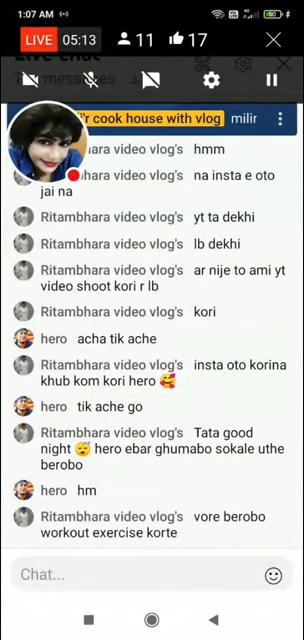 1:07 AM
LIVE 05:13 11 17
Live chat
messages
r cook house with vlog milir
hara video vlog's hmm
hara video vlog's na insta e oto
jai na
Ritambhara video vlog's yt ta dekhi
Ritambhara video vlog's lb dekhi
Ritambhara video vlog's ar nije to ami yt
video shoot kori r lb
Ritambhara video vlog's kori
hero acha tik ache
Ritambhara video vlog's insta oto korina
khub kom kori hero 🥰
hero tik ache go
Ritambhara video vlog's Tata good
night 😴 hero ebar ghumabo sokale uthe
berobo
hero hm
Ritambhara video vlog's vore berobo
workout exercise korte
Chat...